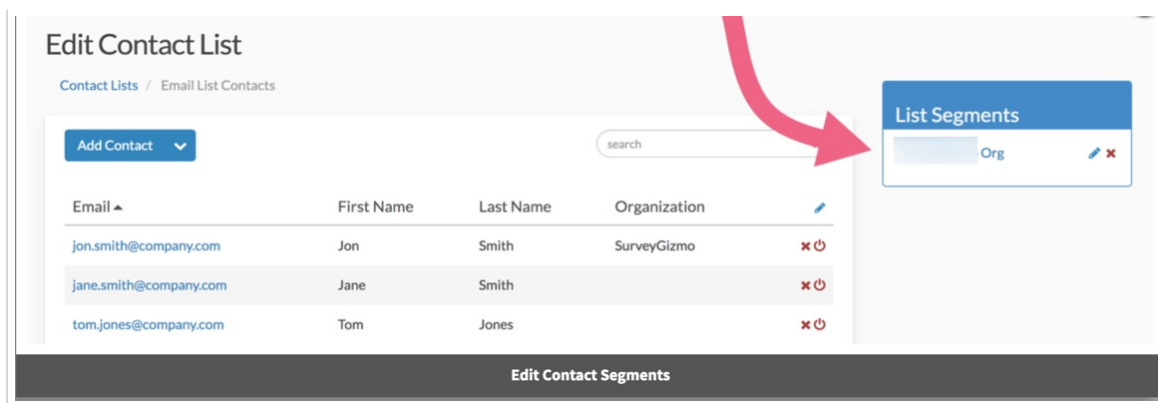 Edit Contact List
Contact Lists / Email List Contacts
Add Contact
search
Email First Name Last Name Organization
jon.smith@company.com Jon Smith SurveyGizmo
jane.smith@company.com Jane Smith
tom.jones@company.com Tom Jones
List Segments
Org
Edit Contact Segments